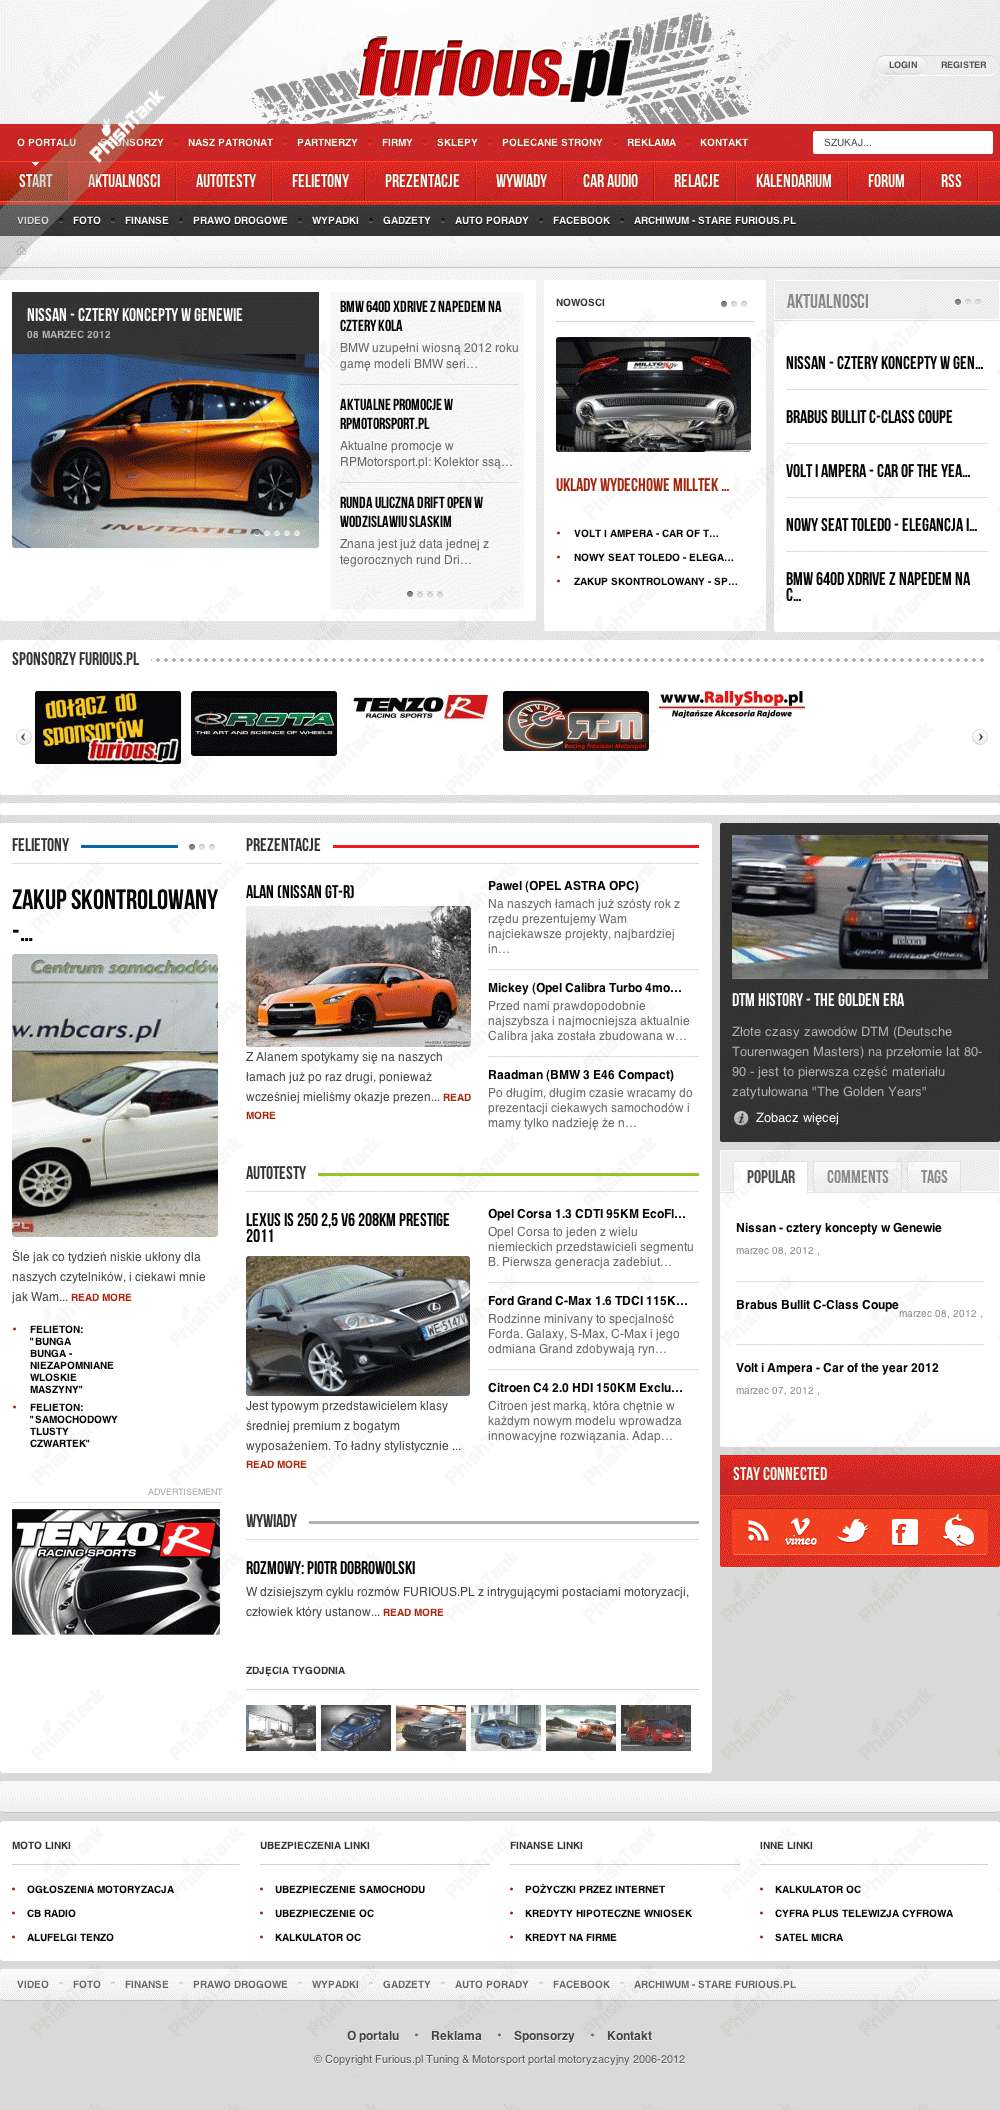 furious.pl
LOGIN REGISTER
O PORTALU SPONSORZY NASZ PATRONAT PARTNERZY FIRMY SKLEPY POLECANE STRONY REKLAMA KONTAKT
SZUKAJ...
START AKTUALNOSCI AUTOTESTY FELIETONY PREZENTACJE WYWIADY CAR AUDIO RELACJE KALENDARIUM FORUM RSS
VIDEO FOTO FINANSE PRAWO DROGOWE WYPADKI GADZETY AUTO PORADY FACEBOOK ARCHIWUM - STARE FURIOUS.PL
PhishTank
NISSAN - CZTERY KONCEPTY W GENEWIE
08 MARZEC 2012
INVITATION
BMW 640D XDRIVE Z NAPEDEM NA
CZTERY KOLA
BMW uzupełni wiosną 2012 roku
gamę modeli BMW seri…
AKTUALNE PROMOCJE W
RPMOTORSPORT.PL
Aktualne promocje w
RPMotorsport.pl: Kolektor ssą…
RUNDA ULICZNA DRIFT OPEN W
WODZISLAWIU SLASKIM
Znana jest już data jednej z
tegorocznych rund Dri…
NOWOSCI
MILLTEK
UKLADY WYDECHOWE MILLTEK ...
VOLT I AMPERA - CAR OF T...
NOWY SEAT TOLEDO - ELEGA...
ZAKUP SKONTROLOWANY - SP...
AKTUALNOSCI
NISSAN - CZTERY KONCEPTY W GEN...
BRABUS BULLIT C-CLASS COUPE
VOLT I AMPERA - CAR OF THE YEA...
NOWY SEAT TOLEDO - ELEGANCJA I...
BMW 640D XDRIVE Z NAPEDEM NA
C...
SPONSORZY FURIOUS.PL
DOŁĄCZ DO
SPONSORÓW
furious.pl
ROTA
THE ART AND SCIENCE OF WHEELS
TENZO R
RACING SPORTS
RPM
Racing Precision Motorsport
www.RallyShop.pl
Najtańsze Akcesoria Rajdowe
FELIETONY
ZAKUP SKONTROLOWANY
-...
Centrum samochodów
w.mbcars.pl
PL
Śle jak co tydzień niskie ukłony dla
naszych czytelników, i ciekawi mnie
jak Wam... READ MORE
FELIETON:
"BUNGA
BUNGA -
NIEZAPOMNIANE
WLOSKIE
MASZYNY"
FELIETON:
"SAMOCHODOWY
TLUSTY
CZWARTEK"
ADVERTISEMENT
TENZO R
RACING SPORTS
PREZENTACJE
ALAN (NISSAN GT-R)
Z Alanem spotykamy się na naszych
łamach już po raz drugi, ponieważ
wcześniej mieliśmy okazje prezen... READ
MORE
Pawel (OPEL ASTRA OPC)
Na naszych łamach już szósty rok z
rzędu prezentujemy Wam
najciekawsze projekty, najbardziej
in…
Mickey (Opel Calibra Turbo 4mo...
Przed nami prawdopodobnie
najszybsza i najmocniejsza aktualnie
Calibra jaka została zbudowana w…
Raadman (BMW 3 E46 Compact)
Po długim, długim czasie wracamy do
prezentacji ciekawych samochodów i
mamy tylko nadzieję że n…
AUTOTESTY
LEXUS IS 250 2,5 V6 208KM PRESTIGE
2011
WE 5147V
Jest typowym przedstawicielem klasy
średniej premium z bogatym
wyposażeniem. To ładny stylistycznie ...
READ MORE
Opel Corsa 1.3 CDTI 95KM EcoFl...
Opel Corsa to jeden z wielu
niemieckich przedstawicieli segmentu
B. Pierwsza generacja zadebiut…
Ford Grand C-Max 1.6 TDCI 115K...
Rodzinne minivany to specjalność
Forda. Galaxy, S-Max, C-Max i jego
odmiana Grand zdobywają ryn…
Citroen C4 2.0 HDI 150KM Exclu...
Citroen jest marką, która chętnie w
każdym nowym modelu wprowadza
innowacyjne rozwiązania. Adap…
WYWIADY
ROZMOWY: PIOTR DOBROWOLSKI
W dzisiejszym cyklu rozmów FURIOUS.PL z intrygującymi postaciami motoryzacji,
człowiek który ustanow... READ MORE
ZDJĘCIA TYGODNIA
telcon
DUNLOP
DTM HISTORY - THE GOLDEN ERA
Złote czasy zawodów DTM (Deutsche
Tourenwagen Masters) na przełomie lat 80-
90 - jest to pierwsza część materiału
zatytułowana "The Golden Years"
Zobacz więcej
POPULAR COMMENTS TAGS
Nissan - cztery koncepty w Genewie
marzec 08, 2012 ,
Brabus Bullit C-Class Coupe
marzec 08, 2012 ,
Volt i Ampera - Car of the year 2012
marzec 07, 2012 ,
STAY CONNECTED
vimeo
MOTO LINKI
OGŁOSZENIA MOTORYZACJA
CB RADIO
ALUFELGI TENZO
UBEZPIECZENIA LINKI
UBEZPIECZENIE SAMOCHODU
UBEZPIECZENIE OC
KALKULATOR OC
FINANSE LINKI
POŻYCZKI PRZEZ INTERNET
KREDYTY HIPOTECZNE WNIOSEK
KREDYT NA FIRME
INNE LINKI
KALKULATOR OC
CYFRA PLUS TELEWIZJA CYFROWA
SATEL MICRA
VIDEO FOTO FINANSE PRAWO DROGOWE WYPADKI GADZETY AUTO PORADY FACEBOOK ARCHIWUM - STARE FURIOUS.PL
O portalu Reklama Sponsorzy Kontakt
© Copyright Furious.pl Tuning & Motorsport portal motoryzacyjny 2006-2012